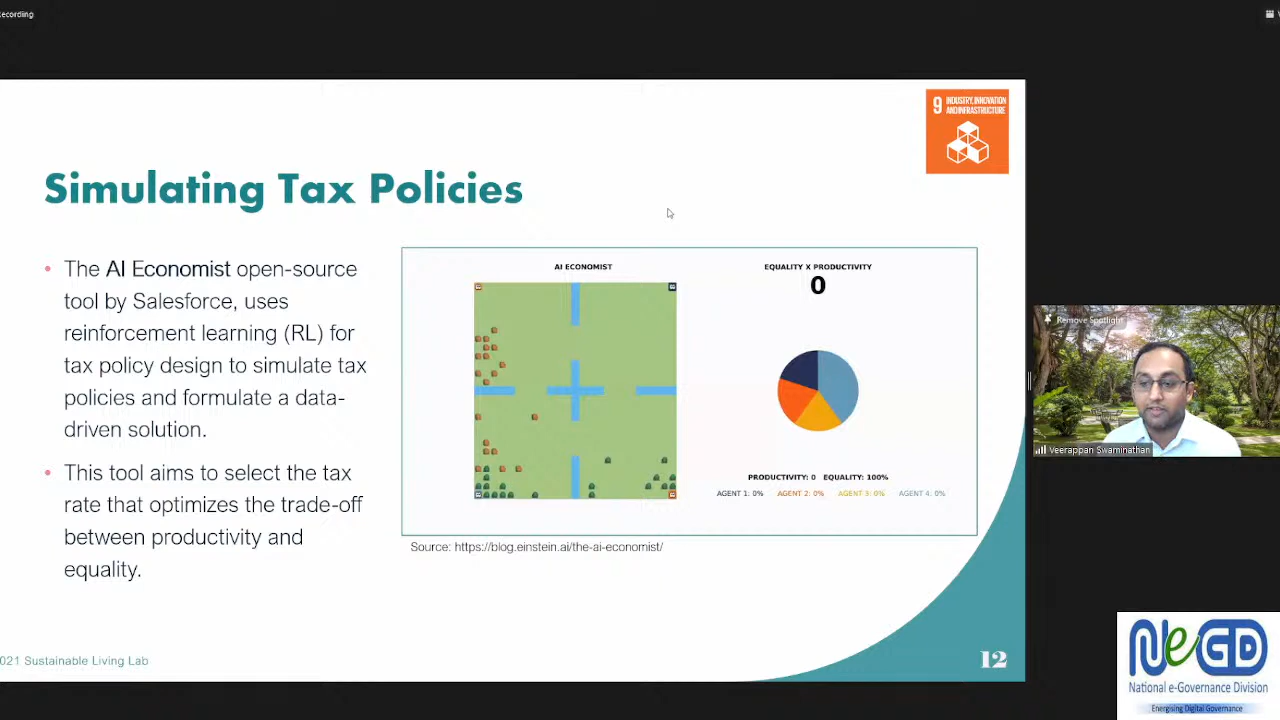 ecording
9 INDUSTRY, INNOVATION
AND INFRASTRUCTURE
Simulating Tax Policies
• The AI Economist open-source
tool by Salesforce, uses
reinforcement learning (RL) for
tax policy design to simulate tax
policies and formulate a data-
driven solution.
• This tool aims to select the tax
rate that optimizes the trade-off
between productivity and
equality.
AI ECONOMIST
EQUALITY X PRODUCTIVITY
0
PRODUCTIVITY: 0 EQUALITY: 100%
AGENT 1: 0% AGENT 2: 0% AGENT 3: 0% AGENT 4: 0%
Source: https://blog.einstein.ai/the-ai-economist/
021 Sustainable Living Lab
12
Remove Spotlight
Veerappan Swaminathan
NeGD
National e-Governance Division
Energising Digital Governance